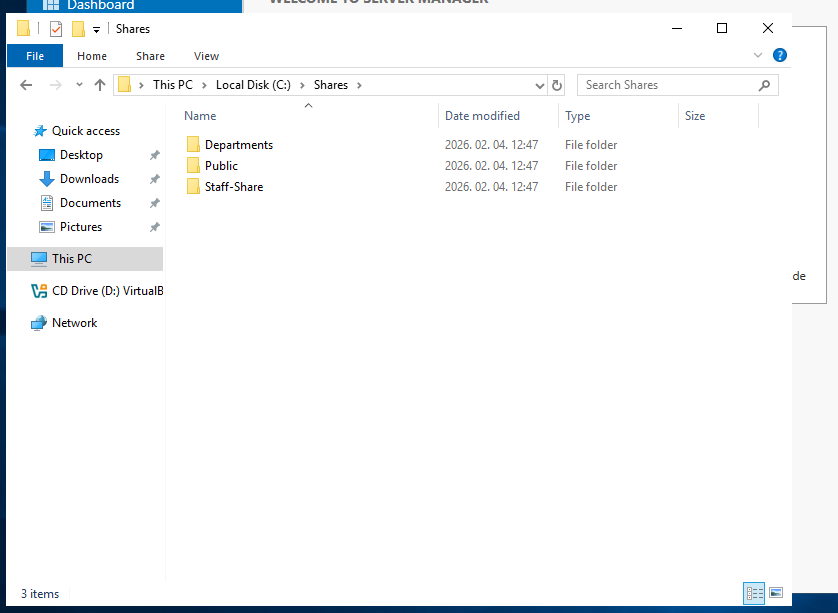 Dashboard
WELCOME TO SERVER MANAGER
Shares
File Home Share View
This PC Local Disk (C:) Shares
Search Shares
Name Date modified Type Size
Quick access
Desktop
Downloads
Documents
Pictures
This PC
CD Drive (D:) VirtualB
Network
Departments 2026. 02. 04. 12:47 File folder
Public 2026. 02. 04. 12:47 File folder
Staff-Share 2026. 02. 04. 12:47 File folder
de
3 items